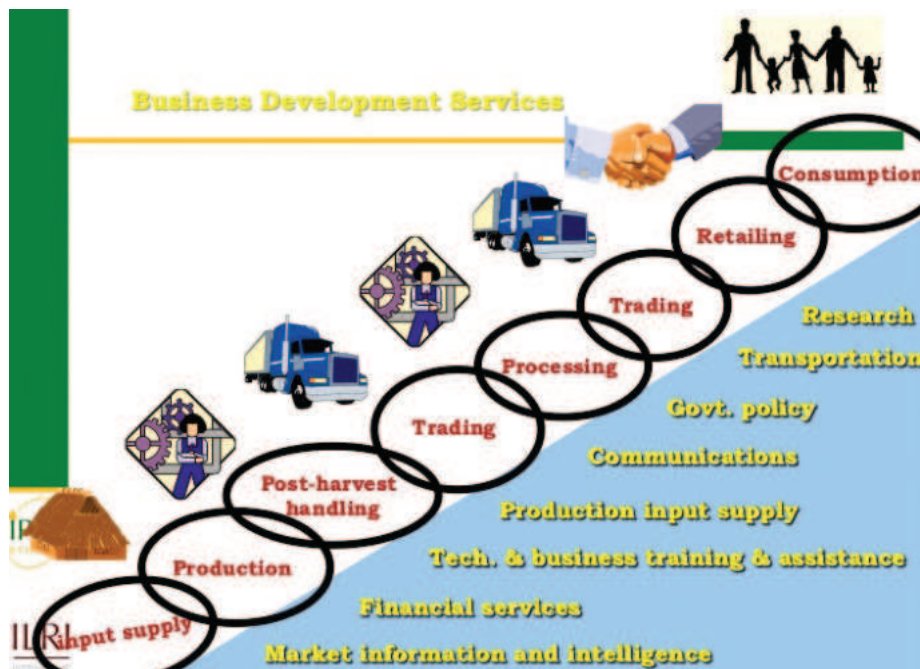 Business Development Services
Consumption
Retailing
Trading
Research
Transportation
Processing
Govt. policy
Trading
Communications
Post-harvest
handling
Production input supply
Production
Tech. & business training & assistance
Financial services
input supply
ILRI
Market information and intelligence